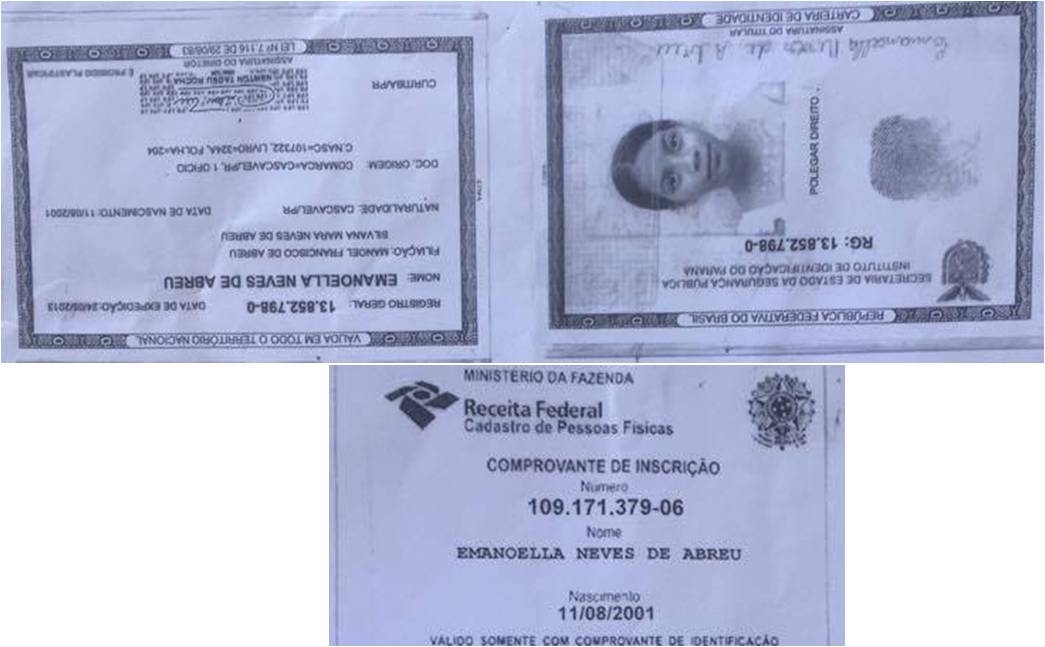 VÁLIDA EM TODO O TERRITÓRIO NACIONAL
REGISTRO GERAL: 13.852.798-0 DATA DE EXPEDIÇÃO: 24/09/2013
NOME: EMANOELLA NEVES DE ABREU
FILIAÇÃO: MANOEL FRANCISCO DE ABREU
SILVANA MARA NEVES DE ABREU
NATURALIDADE: CASCAVEL/PR DATA DE NASCIMENTO: 11/08/2001
DOC. ORIGEM: COMARCA=CASCAVEL/PR, 1 OFICIO
C.NASC=107322, LIVRO=324A, FOLHA=204
CURITIBA/PR
NEWTON TADEU ROCHA
ASSINATURA DO DIRETOR
É PROIBIDO PLASTIFICAR
LEI Nº 7.116 DE 29/08/83
REPÚBLICA FEDERATIVA DO BRASIL
SECRETARIA DE ESTADO DA SEGURANÇA PÚBLICA
INSTITUTO DE IDENTIFICAÇÃO DO PARANÁ
RG: 13.852.798-0
POLEGAR DIREITO
Emanoella Neves de Abreu
ASSINATURA DO TITULAR
CARTEIRA DE IDENTIDADE
MINISTÉRIO DA FAZENDA
Receita Federal
Cadastro de Pessoas Físicas
COMPROVANTE DE INSCRIÇÃO
Número
109.171.379-06
Nome
EMANOELLA NEVES DE ABREU
Nascimento
11/08/2001
VÁLIDO SOMENTE COM COMPROVANTE DE IDENTIFICAÇÃO